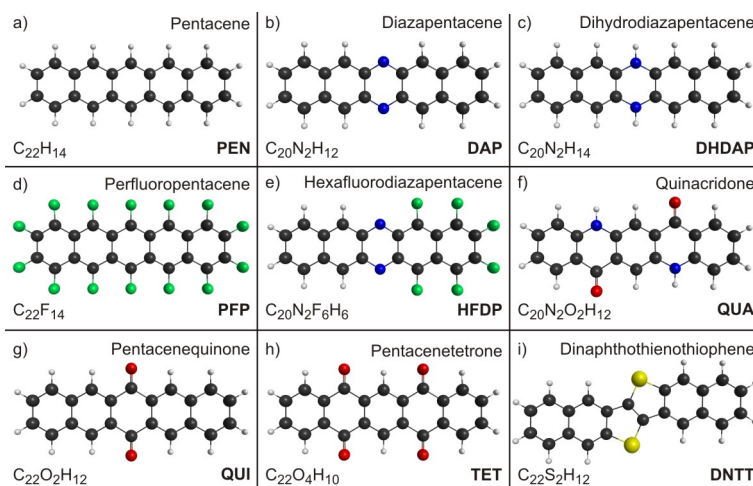 a) Pentacene
C₂₂H₁₄ PEN
b) Diazapentacene
C₂₀N₂H₁₂ DAP
c) Dihydrodiazapentacene
C₂₀N₂H₁₄ DHDAP
d) Perfluoropentacene
C₂₂F₁₄ PFP
e) Hexafluorodiazapentacene
C₂₀N₂F₆H₆ HFDP
f) Quinacridone
C₂₀N₂O₂H₁₂ QUA
g) Pentacenequinone
C₂₂O₂H₁₂ QUI
h) Pentacenetetrone
C₂₂O₄H₁₀ TET
i) Dinaphthothienothiophene
C₂₂S₂H₁₂ DNTT